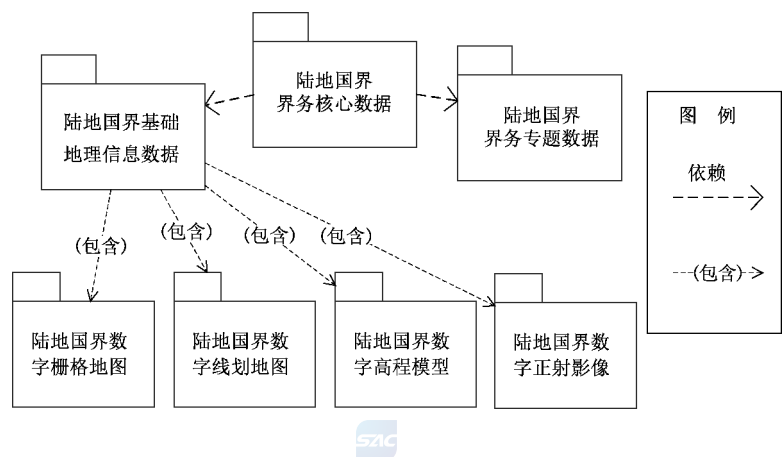 陆地国界
界务核心数据
陆地国界基础
地理信息数据
陆地国界
界务专题数据
图 例
依赖
(包含)
(包含)
(包含)
(包含)
(包含)
陆地国界数
字栅格地图
陆地国界数
字线划地图
陆地国界数
字高程模型
陆地国界数
字正射影像
SAC